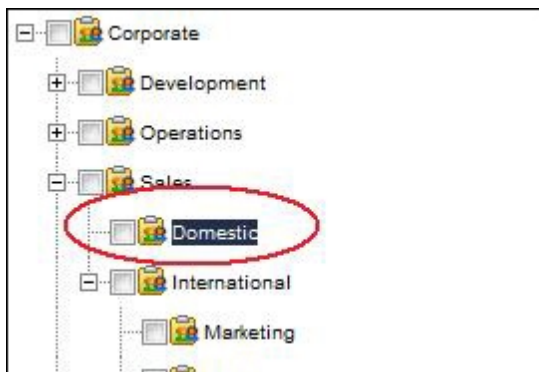 Corporate
Development
Operations
Sales
Domestic
International
Marketing